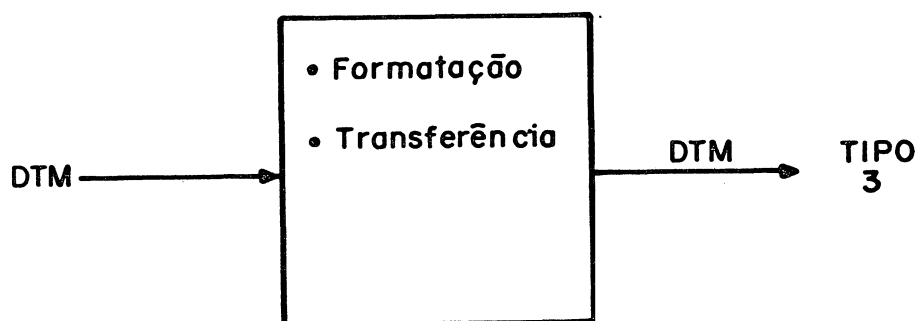 • Formatação
• Transferência
DTM
DTM
TIPO
3